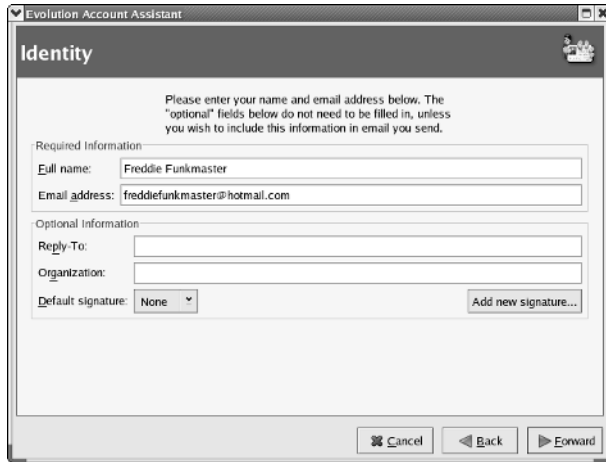 Evolution Account Assistant
Identity
Please enter your name and email address below. The
"optional" fields below do not need to be filled in, unless
you wish to include this information in email you send.
Required Information
Full name: Freddie Funkmaster
Email address: freddiefunkmaster@hotmail.com
Optional Information
Reply-To:
Organization:
Default signature: None Add new signature...
Cancel Back Forward